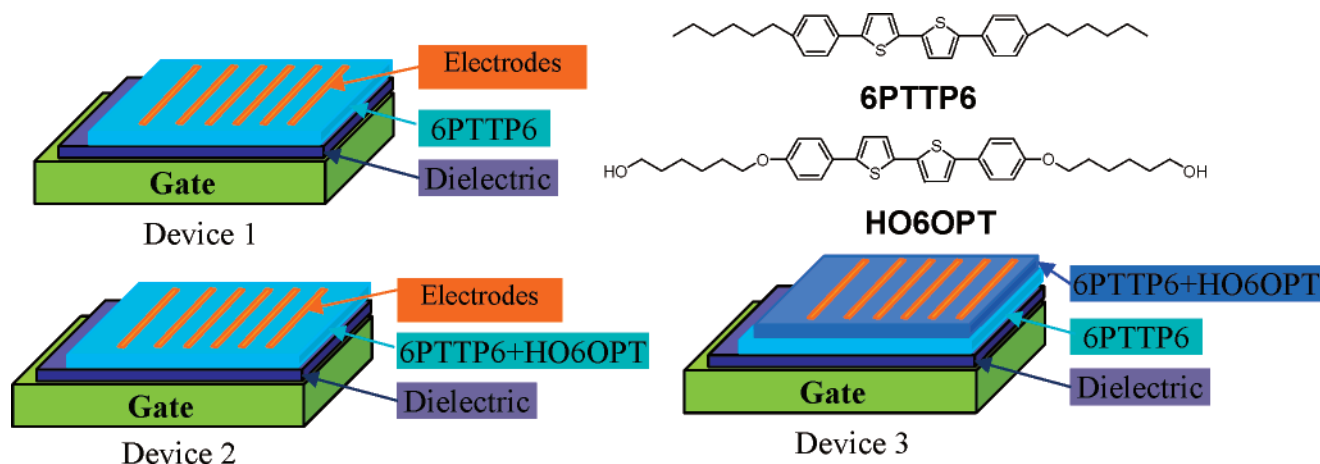 Electrodes
6PTTP6
Dielectric
Gate
Device 1
S
S
6PTTP6
HO
O
S
S
O
OH
HO6OPT
Electrodes
6PTTP6+HO6OPT
Dielectric
Gate
Device 2
6PTTP6+HO6OPT
6PTTP6
Dielectric
Gate
Device 3